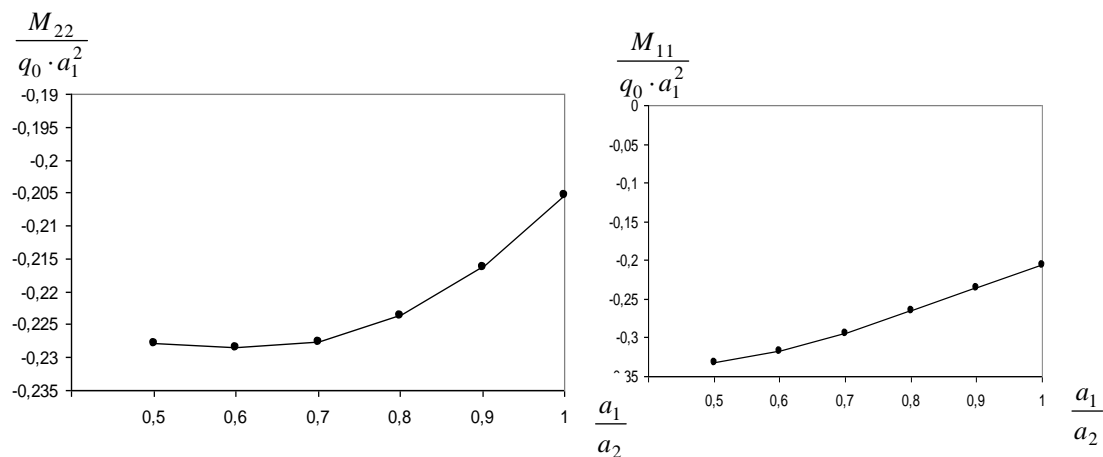 M₂₂
q₀ · a₁²
-0,19
-0,195
-0,2
-0,205
-0,21
-0,215
-0,22
-0,225
-0,23
-0,235
0,5 0,6 0,7 0,8 0,9 1
a₁
a₂
M₁₁
q₀ · a₁²
0
-0,05
-0,1
-0,15
-0,2
-0,25
-0,3
35
0,5 0,6 0,7 0,8 0,9 1
a₁
a₂